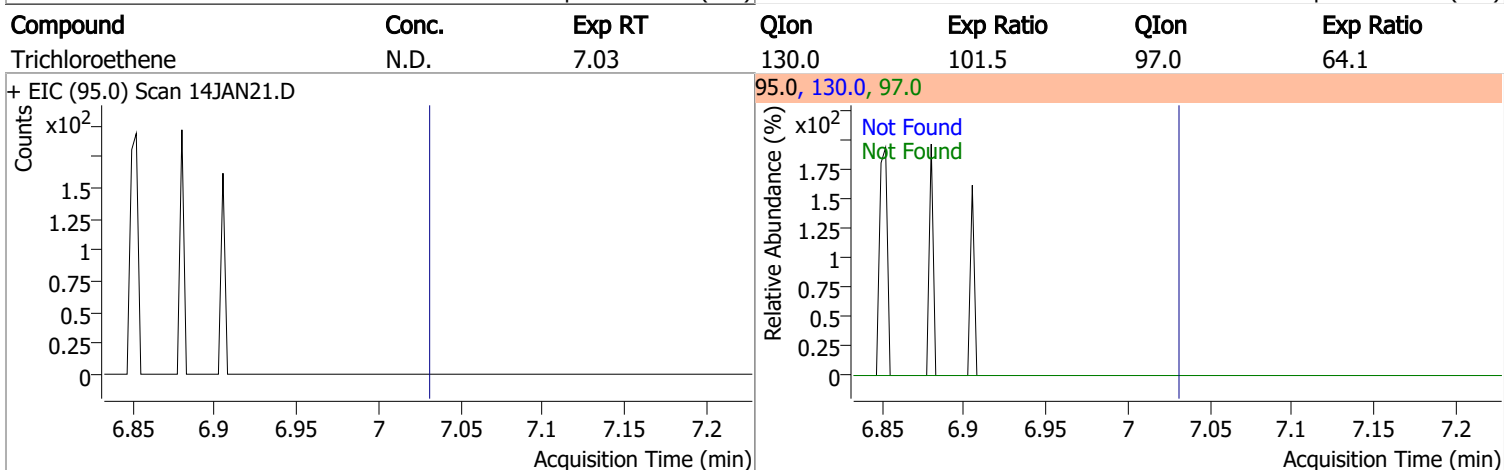 Compound Conc. Exp RT QIon Exp Ratio QIon Exp Ratio
Trichloroethene N.D. 7.03 130.0 101.5 97.0 64.1
+ EIC (95.0) Scan 14JAN21.D
Counts
x10²
1.5
1.25
1
0.75
0.5
0.25
0
6.85 6.9 6.95 7 7.05 7.1 7.15 7.2
Acquisition Time (min)
95.0, 130.0, 97.0
Relative Abundance (%)
x10²
Not Found
Not Found
1.75
1.5
1.25
1
0.75
0.5
0.25
0
6.85 6.9 6.95 7 7.05 7.1 7.15 7.2
Acquisition Time (min)